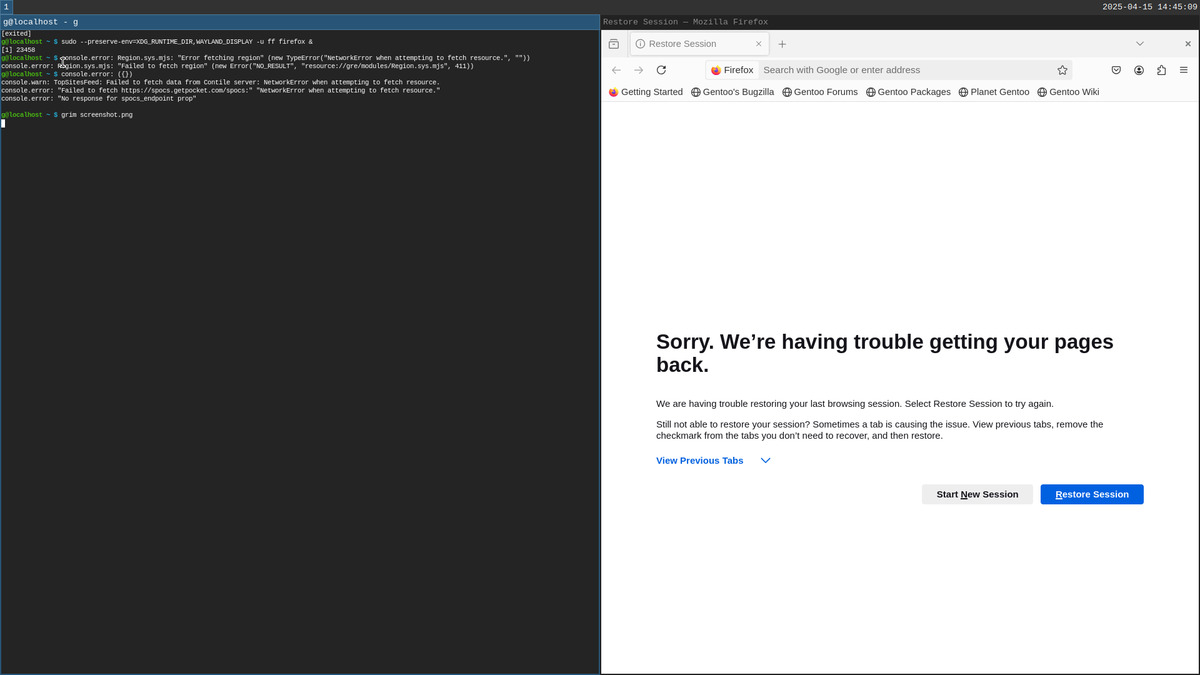 1
2025-04-15 14:45:09
g@localhost - g
[exited]
g@localhost ~ $ sudo --preserve-env=XDG_RUNTIME_DIR,WAYLAND_DISPLAY -u ff firefox &
[1] 23458
g@localhost ~ $ console.error: Region.sys.mjs: "Error fetching region" (new TypeError("NetworkError when attempting to fetch resource.", ""))
console.error: Region.sys.mjs: "Failed to fetch region" (new Error("NO_RESULT", "resource://gre/modules/Region.sys.mjs", 411))
g@localhost ~ $ console.error: ({})
console.warn: TopSitesFeed: Failed to fetch data from Contile server: NetworkError when attempting to fetch resource.
console.error: "Failed to fetch https://spocs.getpocket.com/spocs:" "NetworkError when attempting to fetch resource."
console.error: "No response for spocs_endpoint prop"
g@localhost ~ $ grim screenshot.png
Restore Session — Mozilla Firefox
Restore Session
Firefox Search with Google or enter address
Getting Started Gentoo's Bugzilla Gentoo Forums Gentoo Packages Planet Gentoo Gentoo Wiki
Sorry. We’re having trouble getting your pages
back.
We are having trouble restoring your last browsing session. Select Restore Session to try again.
Still not able to restore your session? Sometimes a tab is causing the issue. View previous tabs, remove the
checkmark from the tabs you don’t need to recover, and then restore.
View Previous Tabs
Start New Session Restore Session